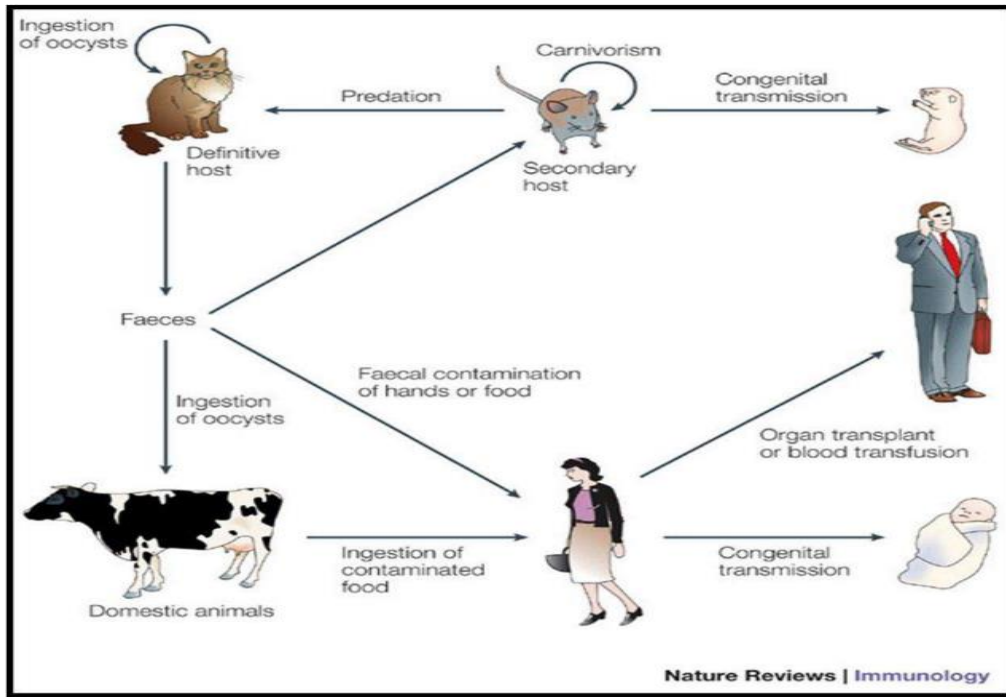 Ingestion
of oocysts
Carnivorism
Congenital
transmission
Predation
Definitive
host
Secondary
host
Faeces
Faecal contamination
of hands or food
Ingestion
of oocysts
Organ transplant
or blood transfusion
Ingestion of
contaminated
food
Congenital
transmission
Domestic animals
Nature Reviews | Immunology